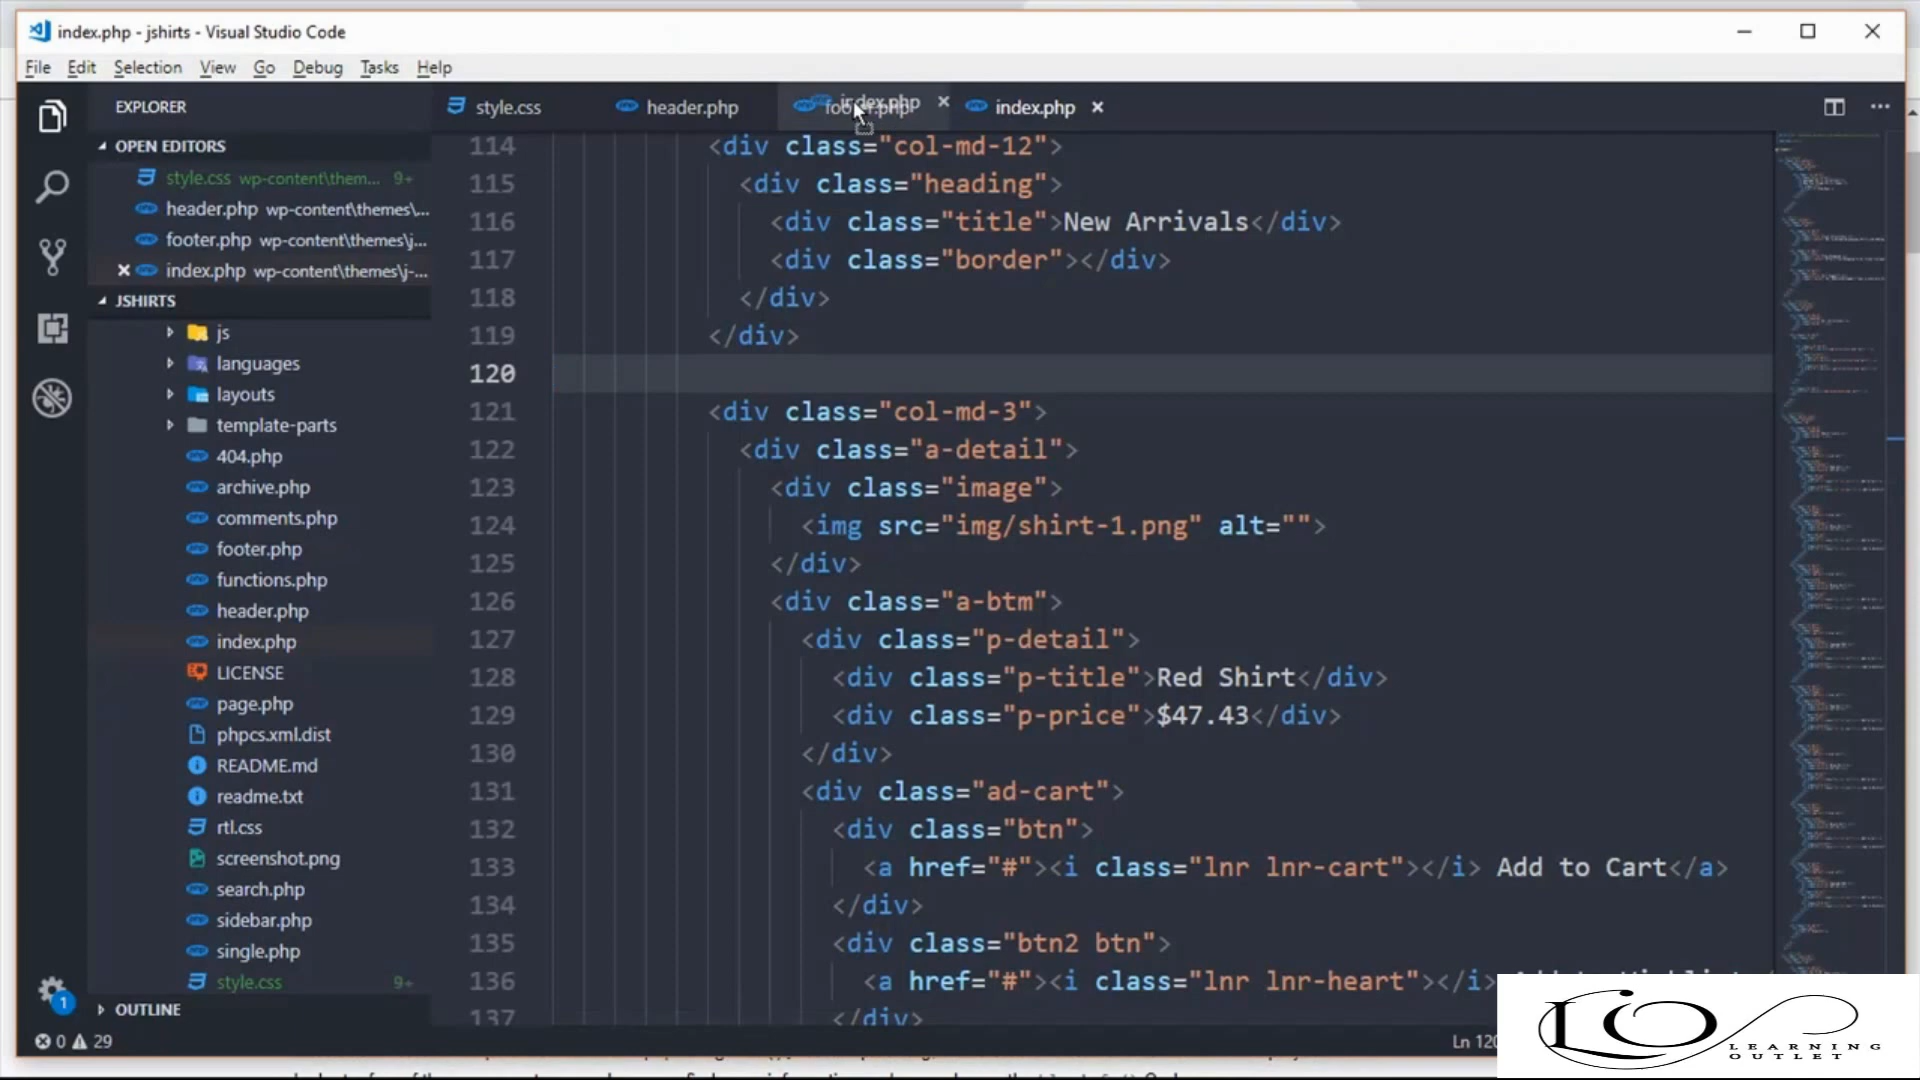 index.php - jshirts - Visual Studio Code
File Edit Selection View Go Debug Tasks Help
EXPLORER
style.css header.php index.php footer.php index.php
OPEN EDITORS
style.css wp-content\them... 9+
header.php wp-content\themes\...
footer.php wp-content\themes\j...
index.php wp-content\themes\j-...
JSHIRTS
js
languages
layouts
template-parts
404.php
archive.php
comments.php
footer.php
functions.php
header.php
index.php
LICENSE
page.php
phpcs.xml.dist
README.md
readme.txt
rtl.css
screenshot.png
search.php
sidebar.php
single.php
style.css 9+
OUTLINE
1
0 29
114 <div class="col-md-12">
115 <div class="heading">
116 <div class="title">New Arrivals</div>
117 <div class="border"></div>
118 </div>
119 </div>
120
121 <div class="col-md-3">
122 <div class="a-detail">
123 <div class="image">
124 <img src="img/shirt-1.png" alt="">
125 </div>
126 <div class="a-btm">
127 <div class="p-detail">
128 <div class="p-title">Red Shirt</div>
129 <div class="p-price">$47.43</div>
130 </div>
131 <div class="ad-cart">
132 <div class="btn">
133 <a href="#"><i class="lnr lnr-cart"></i> Add to Cart</a>
134 </div>
135 <div class="btn2 btn">
136 <a href="#"><i class="lnr lnr-heart"></i>
137 </div>
Ln 120
LO
LEARNING
OUTLET